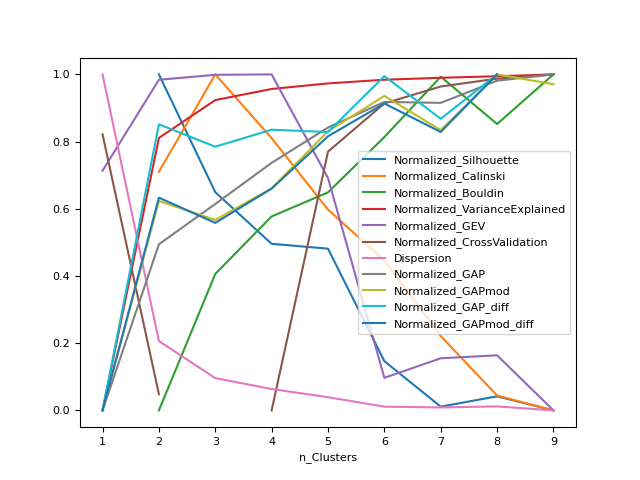 1.0
0.8
0.6
0.4
0.2
0.0
Normalized_Silhouette
Normalized_Calinski
Normalized_Bouldin
Normalized_VarianceExplained
Normalized_GEV
Normalized_CrossValidation
Dispersion
Normalized_GAP
Normalized_GAPmod
Normalized_GAP_diff
Normalized_GAPmod_diff
1 2 3 4 5 6 7 8 9
n_Clusters